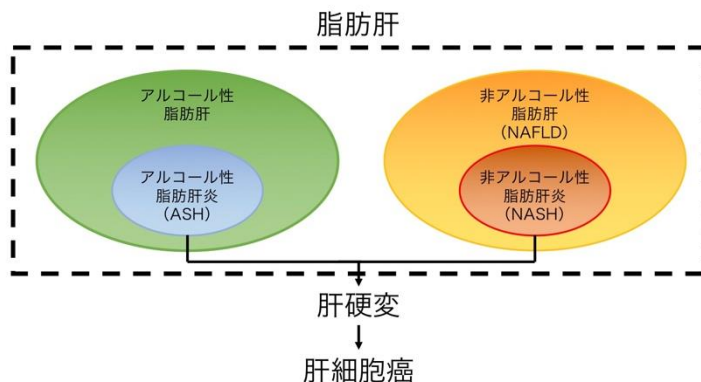 脂肪肝
アルコール性
脂肪肝
非アルコール性
脂肪肝
(NAFLD)
アルコール性
脂肪肝炎
(ASH)
非アルコール性
脂肪肝炎
(NASH)
肝硬変
肝細胞癌